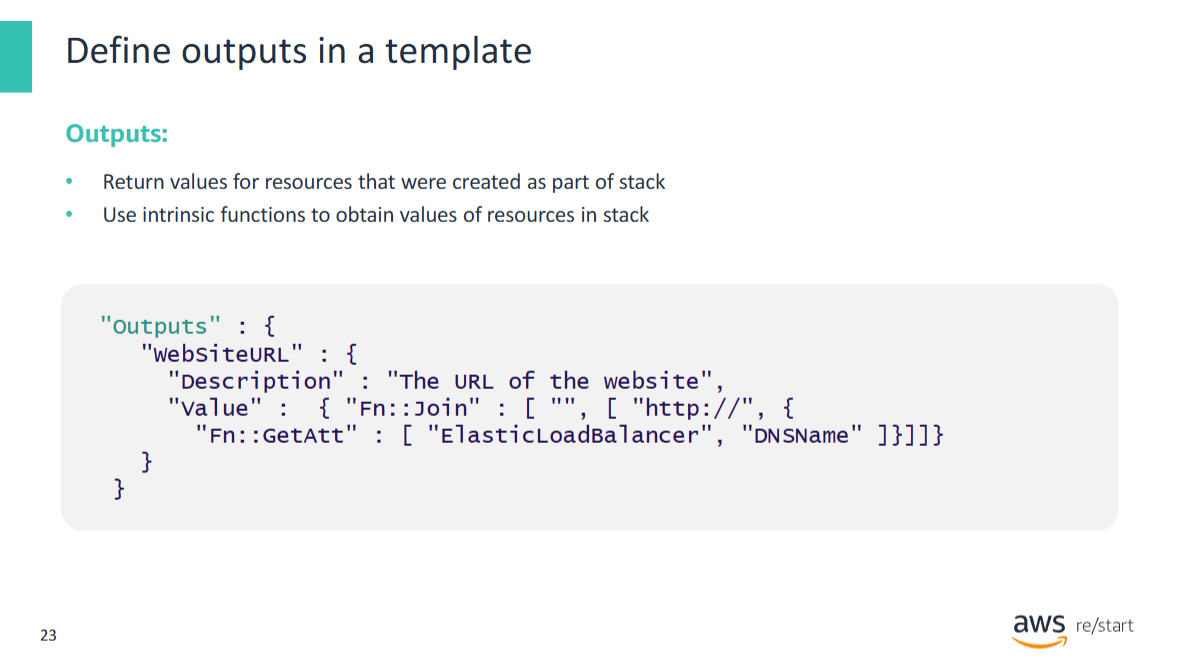 Define outputs in a template
Outputs:
• Return values for resources that were created as part of stack
• Use intrinsic functions to obtain values of resources in stack
"Outputs" : {
"WebSiteURL" : {
"Description" : "The URL of the website",
"Value" :  { "Fn::Join" : [ "", [ "http://", {
"Fn::GetAtt" : [ "ElasticLoadBalancer", "DNSName" ]}]]}
}
}
23
aws re/start